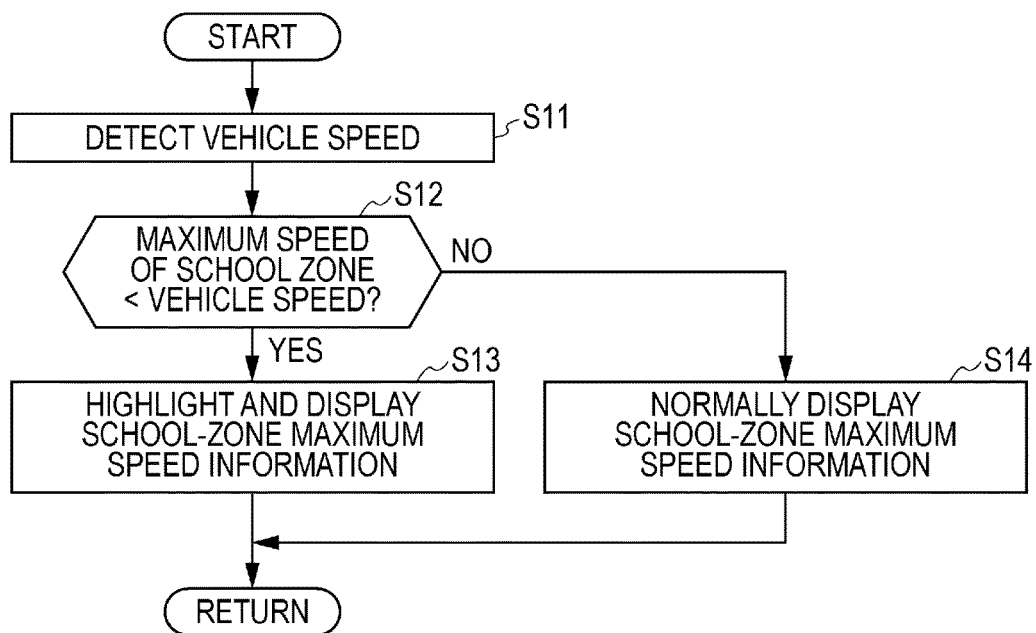 START
DETECT VEHICLE SPEED
S11
S12
MAXIMUM SPEED
OF SCHOOL ZONE
< VEHICLE SPEED?
NO
YES
S13
HIGHLIGHT AND DISPLAY
SCHOOL-ZONE MAXIMUM
SPEED INFORMATION
S14
NORMALLY DISPLAY
SCHOOL-ZONE MAXIMUM
SPEED INFORMATION
RETURN